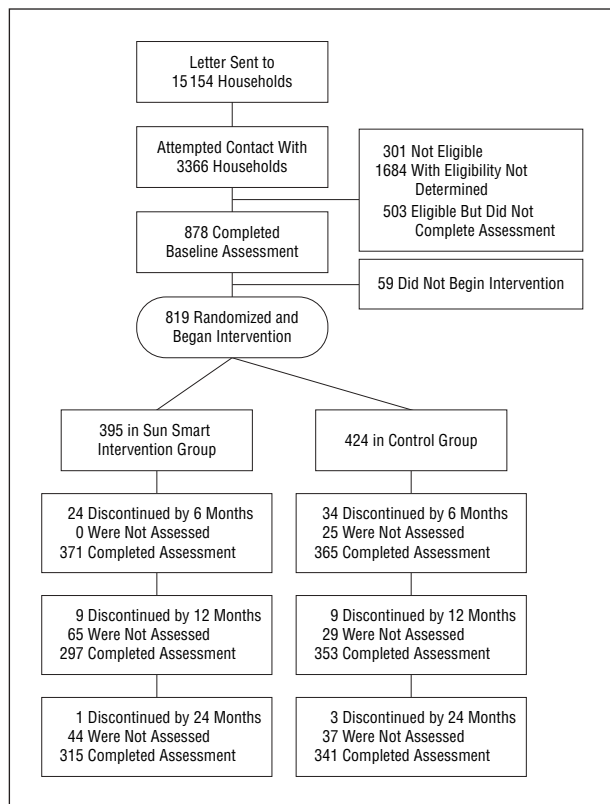 Letter Sent to
15 154 Households
Attempted Contact With
3366 Households
301 Not Eligible
1684 With Eligibility Not
Determined
503 Eligible But Did Not
Complete Assessment
878 Completed
Baseline Assessment
59 Did Not Begin Intervention
819 Randomized and
Began Intervention
395 in Sun Smart
Intervention Group
424 in Control Group
24 Discontinued by 6 Months
0 Were Not Assessed
371 Completed Assessment
34 Discontinued by 6 Months
25 Were Not Assessed
365 Completed Assessment
9 Discontinued by 12 Months
65 Were Not Assessed
297 Completed Assessment
9 Discontinued by 12 Months
29 Were Not Assessed
353 Completed Assessment
1 Discontinued by 24 Months
44 Were Not Assessed
315 Completed Assessment
3 Discontinued by 24 Months
37 Were Not Assessed
341 Completed Assessment